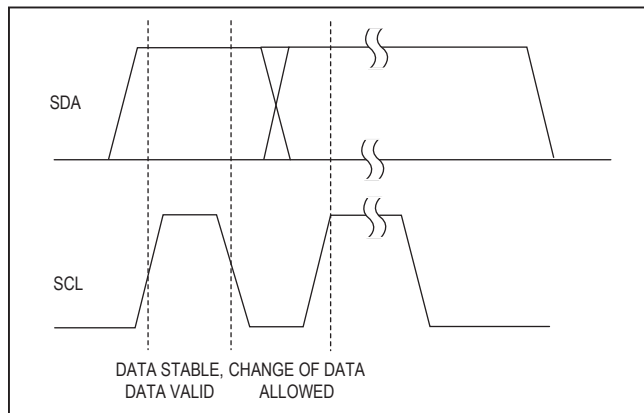 SDA
SCL
DATA STABLE, CHANGE OF DATA
DATA VALID ALLOWED